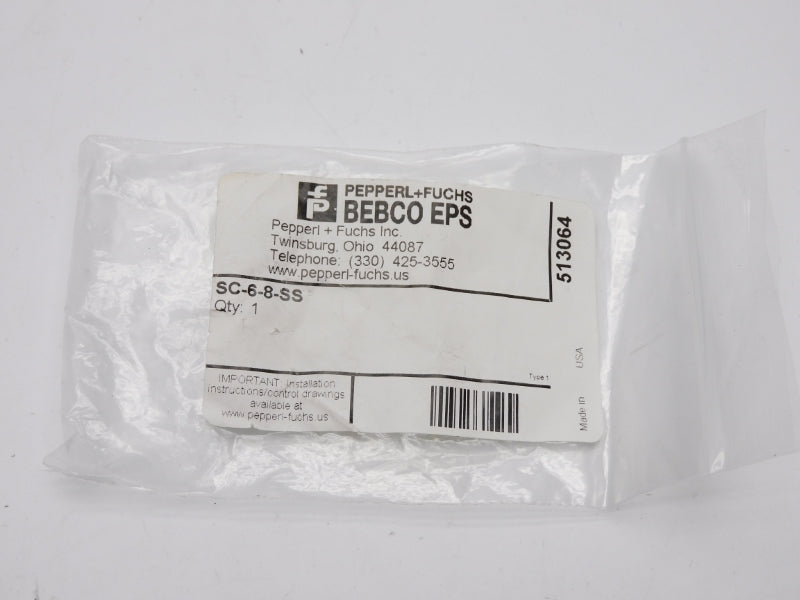 PEPPERL+FUCHS
BEBCO EPS
Pepperl + Fuchs Inc.
Twinsburg, Ohio 44087
Telephone: (330) 425-3555
www.pepperl-fuchs.us
513064
SC-6-8-SS
Qty: 1
Type 1
IMPORTANT: Installation
instructions/control drawings
available at
www.pepperl-fuchs.us
Made in USA